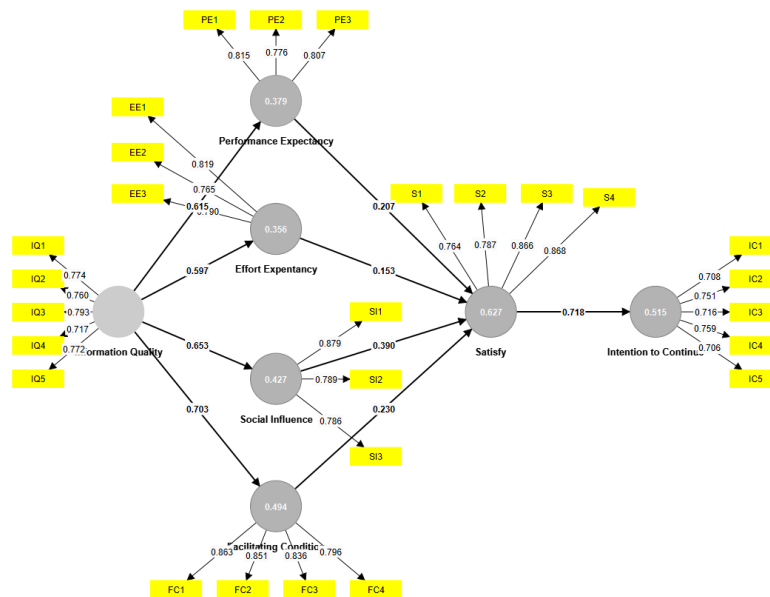 PE1 PE2 PE3
0.815 0.776 0.807
0.379
Performance Expectancy
EE1
EE2
EE3
0.819
0.765
0.790
0.615
0.356
Effort Expentancy
0.597
IQ1
IQ2
IQ3
IQ4
IQ5
0.774
0.760
0.793
0.717
0.772
Information Quality
0.653
0.703
0.427
Social Influence
SI1
SI2
SI3
0.879
0.789
0.786
0.494
Facilitating Condition
0.863 0.851 0.836 0.796
FC1 FC2 FC3 FC4
0.207
0.153
0.390
0.230
S1 S2 S3 S4
0.764 0.787 0.866 0.868
0.627
Satisfy
0.718
0.515
Intention to Continue
IC1
IC2
IC3
IC4
IC5
0.708
0.751
0.716
0.759
0.706